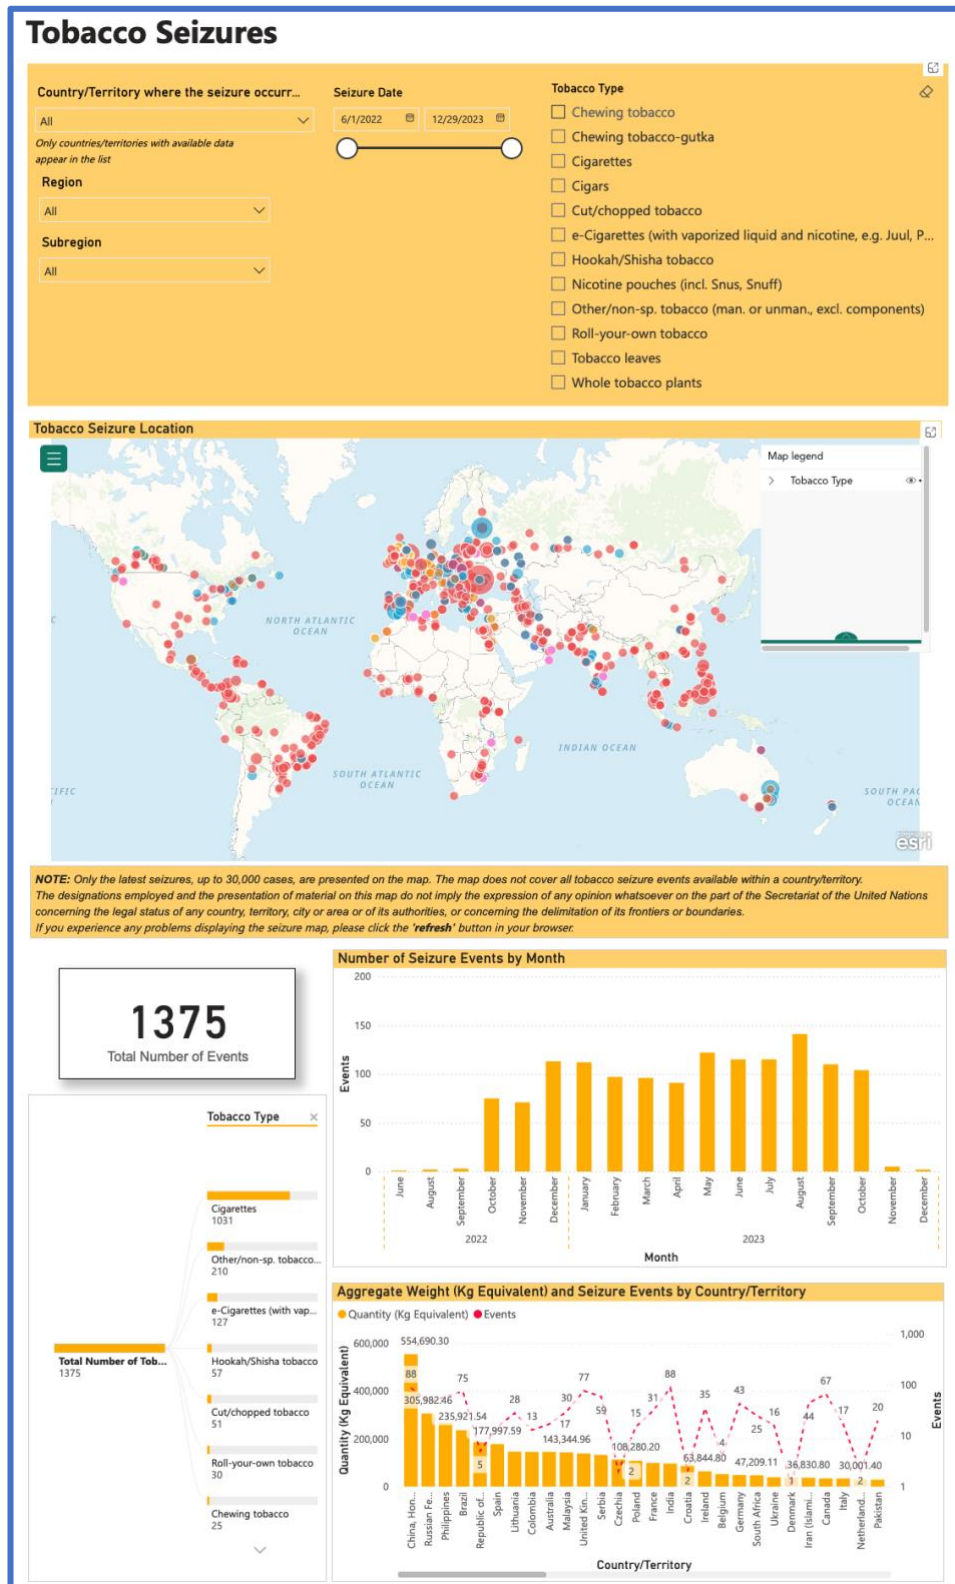 Tobacco Seizures
Country/Territory where the seizure occurr...
All
Only countries/territories with available data
appear in the list
Region
All
Subregion
All
Seizure Date
6/1/2022
12/29/2023
Tobacco Type
Chewing tobacco
Chewing tobacco-gutka
Cigarettes
Cigars
Cut/chopped tobacco
e-Cigarettes (with vaporized liquid and nicotine, e.g. Juul, P...
Hookah/Shisha tobacco
Nicotine pouches (incl. Snus, Snuff)
Other/non-sp. tobacco (man. or unman., excl. components)
Roll-your-own tobacco
Tobacco leaves
Whole tobacco plants
Tobacco Seizure Location
Map legend
Tobacco Type
NORTH ATLANTIC
OCEAN
INDIAN OCEAN
SOUTH ATLANTIC
OCEAN
IFIC
SOUTH PAC
OCEAN
esri
NOTE: Only the latest seizures, up to 30,000 cases, are presented on the map. The map does not cover all tobacco seizure events available within a country/territory.
The designations employed and the presentation of material on this map do not imply the expression of any opinion whatsoever on the part of the Secretariat of the United Nations
concerning the legal status of any country, territory, city or area or of its authorities, or concerning the delimitation of its frontiers or boundaries.
If you experience any problems displaying the seizure map, please click the 'refresh' button in your browser.
1375
Total Number of Events
Tobacco Type
Cigarettes
1031
Other/non-sp. tobacco...
210
e-Cigarettes (with vap...
127
Total Number of Tob...
1375
Hookah/Shisha tobacco
57
Cut/chopped tobacco
51
Roll-your-own tobacco
30
Chewing tobacco
25
Number of Seizure Events by Month
200
150
100
50
0
Events
June
August
September
October
November
December
January
February
March
April
May
June
July
August
September
October
November
December
2022
2023
Month
Aggregate Weight (Kg Equivalent) and Seizure Events by Country/Territory
Quantity (Kg Equivalent)
Events
600,000
400,000
200,000
0
Quantity (Kg Equivalent)
1,000
100
10
1
Events
554,690.30
305,982.46
235,921.54
177,997.59
143,344.96
108,280.20
63,844.80
47,209.11
36,830.80
30,001.40
88
75
5
28
13
17
30
77
59
2
15
31
88
2
35
4
43
25
16
1
44
67
17
2
20
China, Hon...
Russian Fe...
Philippines
Brazil
Republic of...
Spain
Lithuania
Colombia
Australia
Malaysia
United Kin...
Serbia
Czechia
Poland
France
India
Croatia
Ireland
Belgium
Germany
South Africa
Ukraine
Denmark
Iran (Islami...
Canada
Italy
Netherland...
Pakistan
Country/Territory